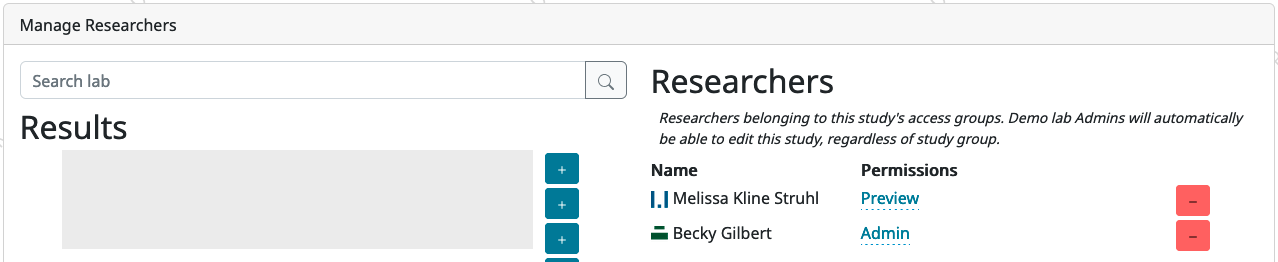 Manage Researchers
Search lab
Results
+
+
+
Researchers
Researchers belonging to this study's access groups. Demo lab Admins will automatically
be able to edit this study, regardless of study group.
Name Permissions
Melissa Kline Struhl Preview −
Becky Gilbert Admin −